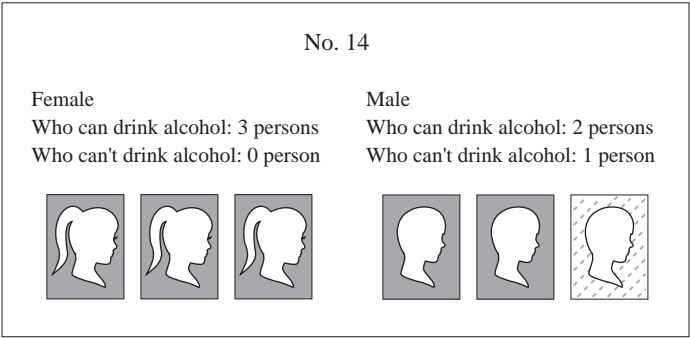 No. 14
Female
Who can drink alcohol: 3 persons
Who can't drink alcohol: 0 person
Male
Who can drink alcohol: 2 persons
Who can't drink alcohol: 1 person